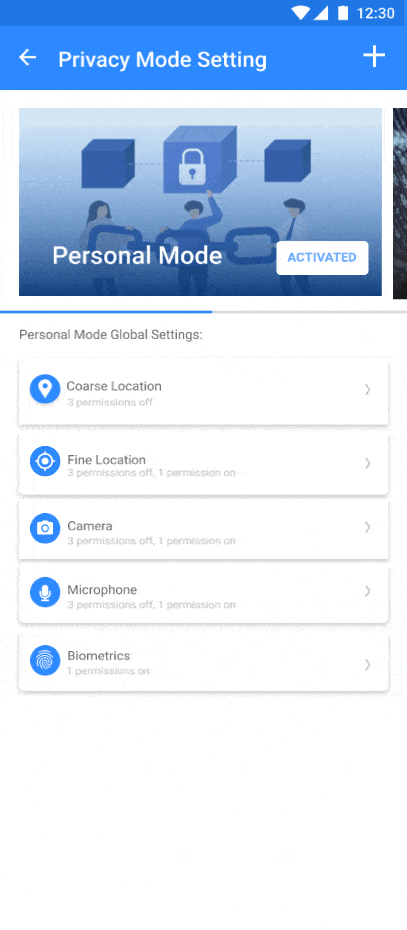 12:30
Privacy Mode Setting
Personal Mode
ACTIVATED
Personal Mode Global Settings:
Coarse Location
3 permissions off
Fine Location
3 permissions off, 1 permission on
Camera
3 permissions off, 1 permission on
Microphone
3 permissions off, 1 permission on
Biometrics
1 permissions on